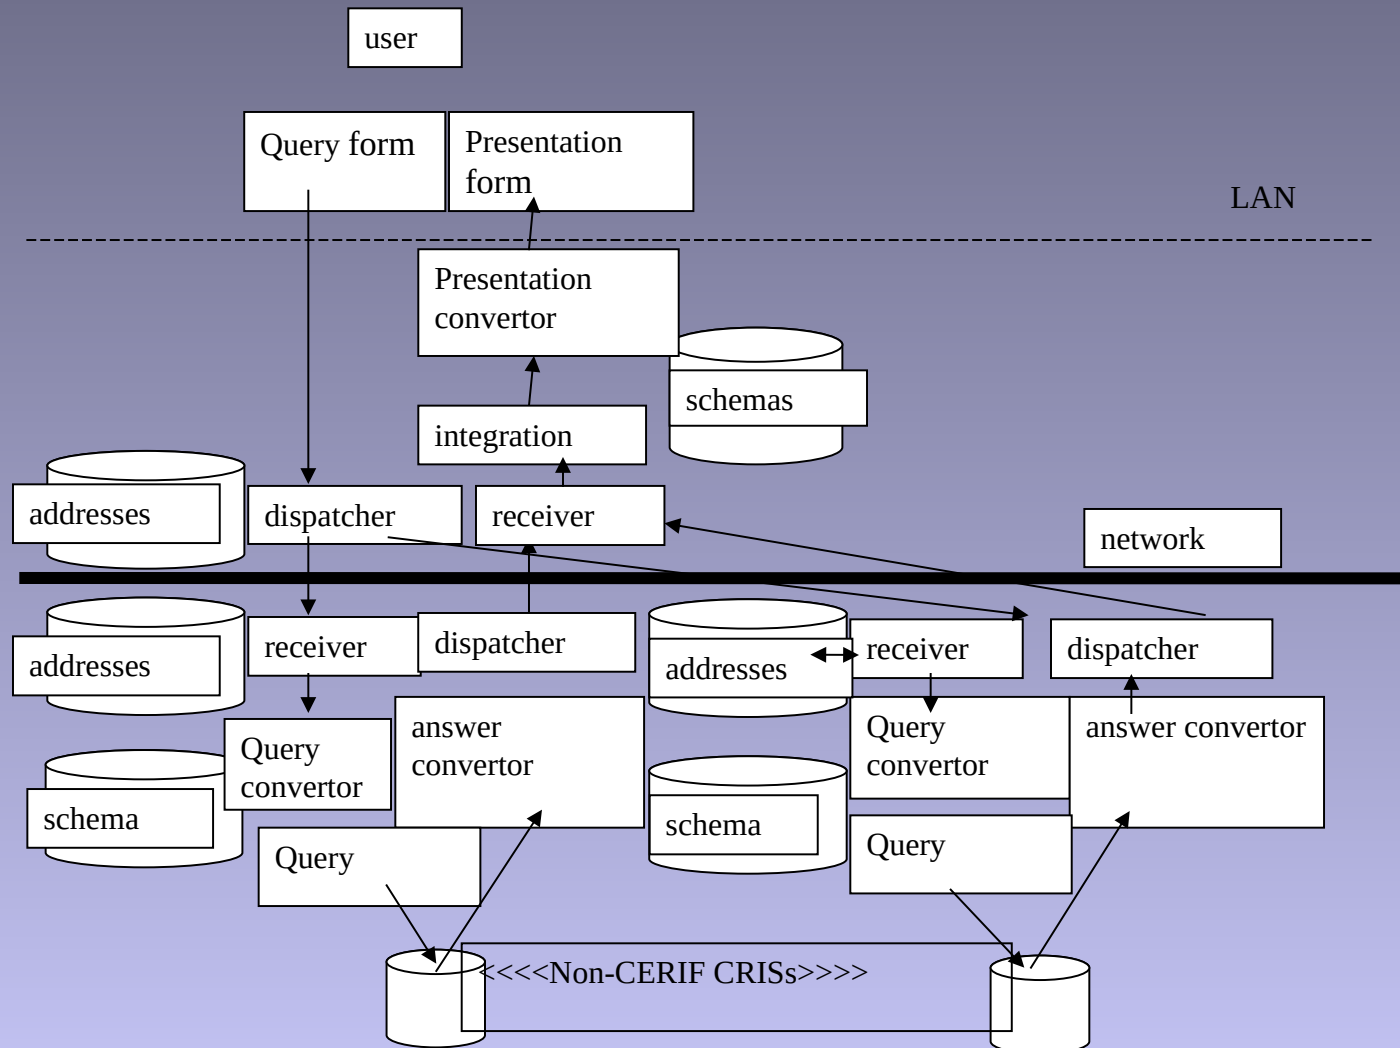 user
Query form
Presentation
form
LAN
Presentation
convertor
schemas
integration
addresses
dispatcher
receiver
network
addresses
receiver
dispatcher
addresses
receiver
dispatcher
Query
convertor
answer
convertor
Query
convertor
answer convertor
schema
schema
Query
Query
<<<<Non-CERIF CRISs>>>>